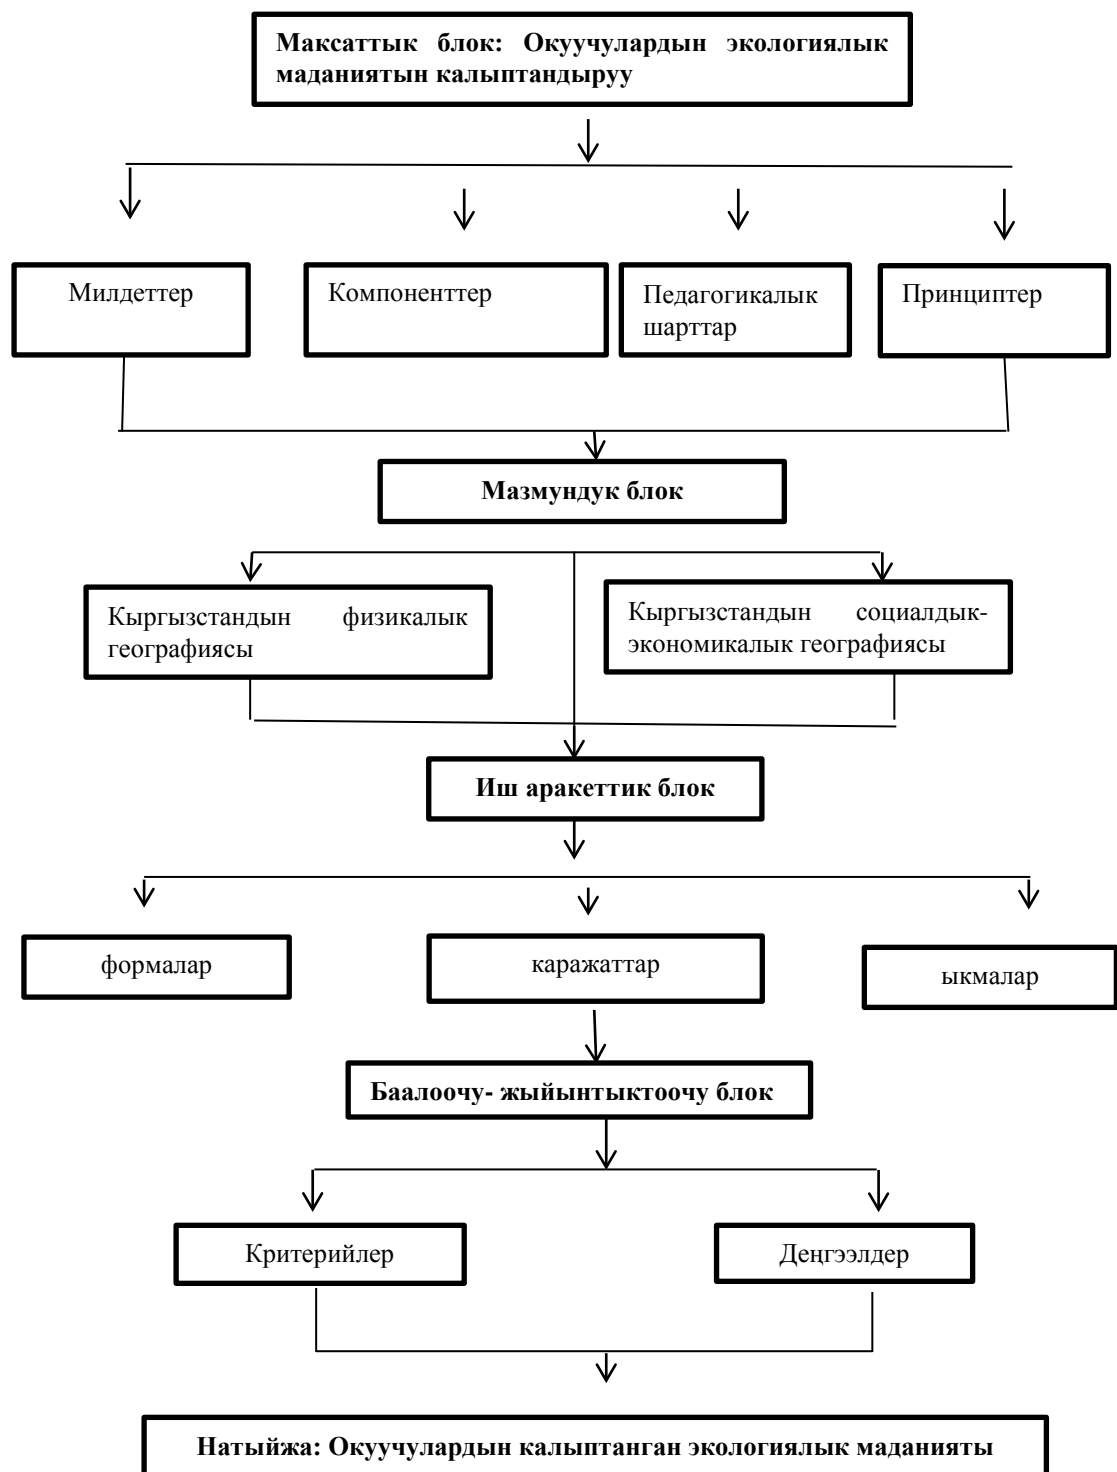 Максаттык блок: Окуучулардын экологиялык
маданиятын калыптандыруу
Милдеттер
Компоненттер
Педагогикалык
шарттар
Принциптер
Мазмундук блок
Кыргызстандын физикалык
географиясы
Кыргызстандын социалдык-
экономикалык географиясы
Иш аракеттик блок
формалар
каражаттар
ыкмалар
Баалоочу- жыйынтыктоочу блок
Критерийлер
Деңгээлдер
Натыйжа: Окуучулардын калыптанган экологиялык маданияты